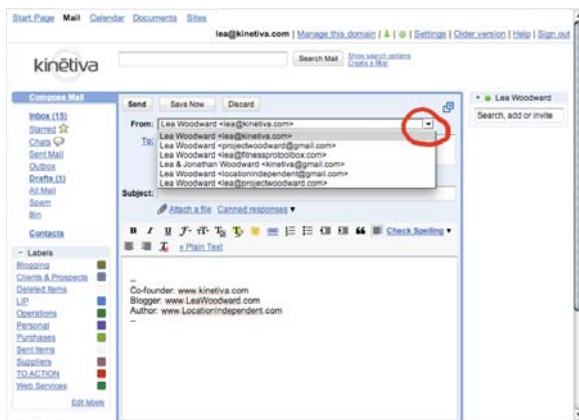 Start Page Mail Calendar Documents Sites
lea@kinetiva.com | Manage this domain | | | Settings | Older version | Help | Sign out
kinētiva
Search Mail
Show search options
Create a filter
Compose Mail
Inbox (15)
Starred
Chats
Sent Mail
Outbox
Drafts (1)
All Mail
Spam
Bin
Contacts
Labels
Blogging
Clients & Prospects
Deleted Items
LIP
Operations
Personal
Purchases
Sent Items
Suppliers
TO ACTION
Web Services
Edit labels
Send Save Now Discard
From: Lea Woodward <lea@kinetiva.com>
Lea Woodward <lea@kinetiva.com>
Lea Woodward <projectwoodward@gmail.com>
Lea Woodward <lea@fitnessprotoolbox.com>
Lea & Jonathan Woodward <kinetiva@gmail.com>
Lea Woodward <locationindependent@gmail.com>
Lea Woodward <lea@projectwoodward.com>
To:
Subject:
Attach a file Canned responses ▼
B I U Check Spelling ▼
« Plain Text
--
Co-founder: www.kinetiva.com
Blogger: www.LeaWoodward.com
Author: www.LocationIndependent.com
--
Lea Woodward
Search, add or invite